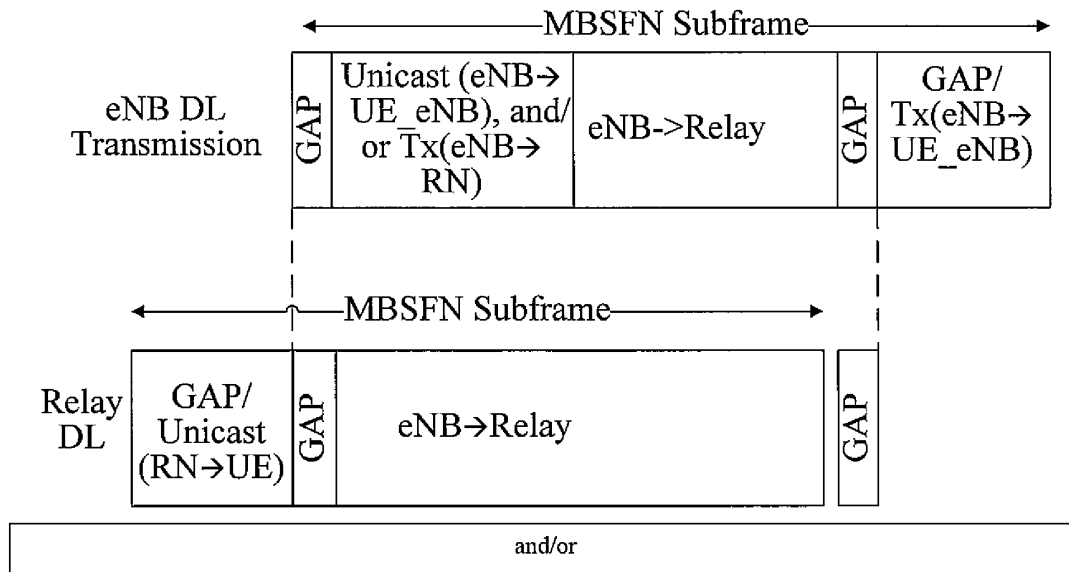 MBSFN Subframe
eNB DL
Transmission
GAP
Unicast (eNB→
UE_eNB), and/
or Tx(eNB→
RN)
eNB->Relay
GAP
GAP/
Tx(eNB→
UE_eNB)
MBSFN Subframe
Relay
DL
GAP/
Unicast
(RN→UE)
GAP
eNB→Relay
GAP
and/or